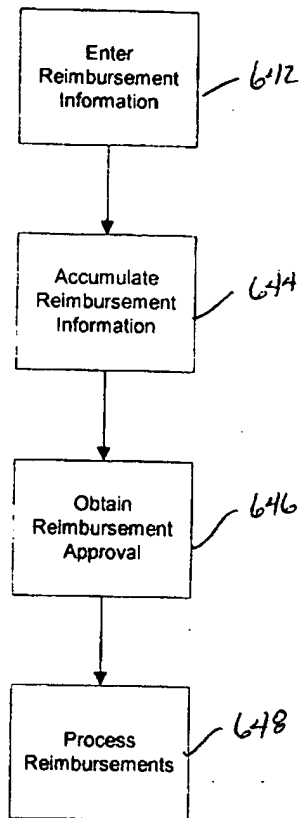 Enter
Reimbursement
Information
642
Accumulate
Reimbursement
Information
644
Obtain
Reimbursement
Approval
646
Process
Reimbursements
648